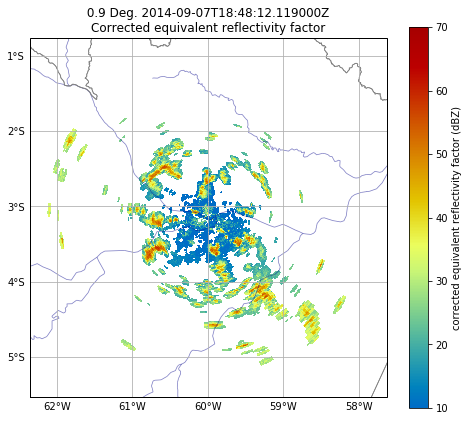 0.9 Deg. 2014-09-07T18:48:12.119000Z
Corrected equivalent reflectivity factor
1°S
2°S
3°S
4°S
5°S
62°W 61°W 60°W 59°W 58°W
70
60
50
40
30
20
10
corrected equivalent reflectivity factor (dBZ)